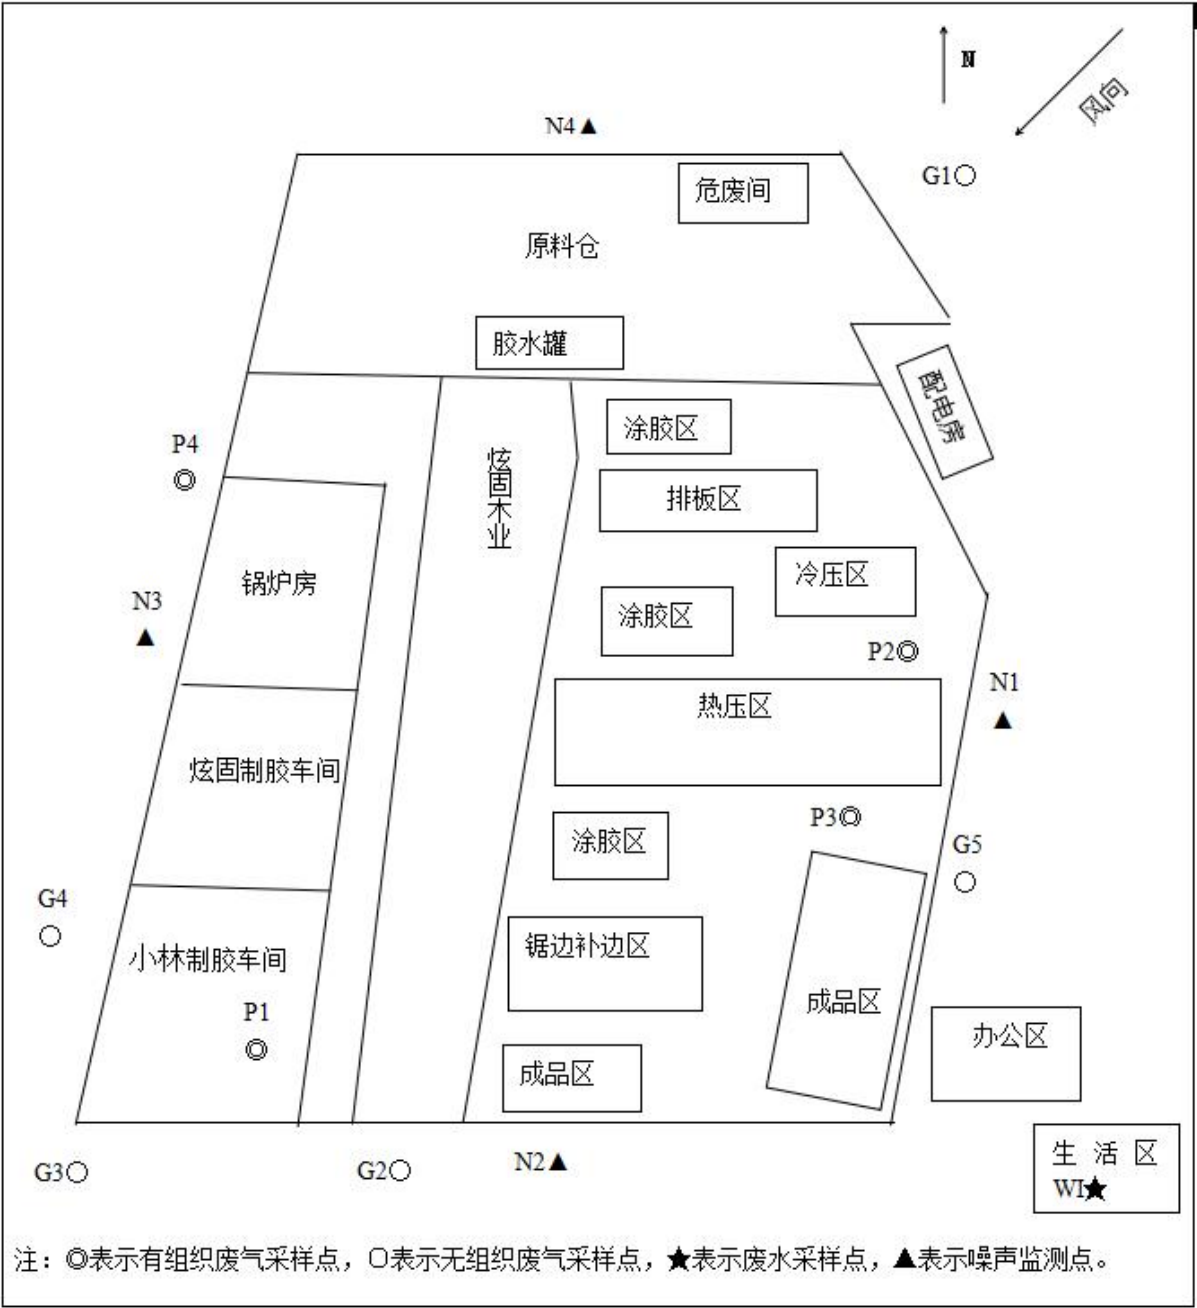 N
风向
N4▲
G1○
危废间
原料仓
胶水罐
配电房
涂胶区
P4
◎
炫固木业
排板区
冷压区
锅炉房
N3
▲
涂胶区
P2◎
N1
▲
热压区
炫固制胶车间
P3◎
涂胶区
G5
○
G4
○
锯边补边区
小林制胶车间
P1
◎
成品区
办公区
成品区
生 活 区
WI★
G3○
G2○
N2▲
注：◎表示有组织废气采样点，○表示无组织废气采样点，★表示废水采样点，▲表示噪声监测点。